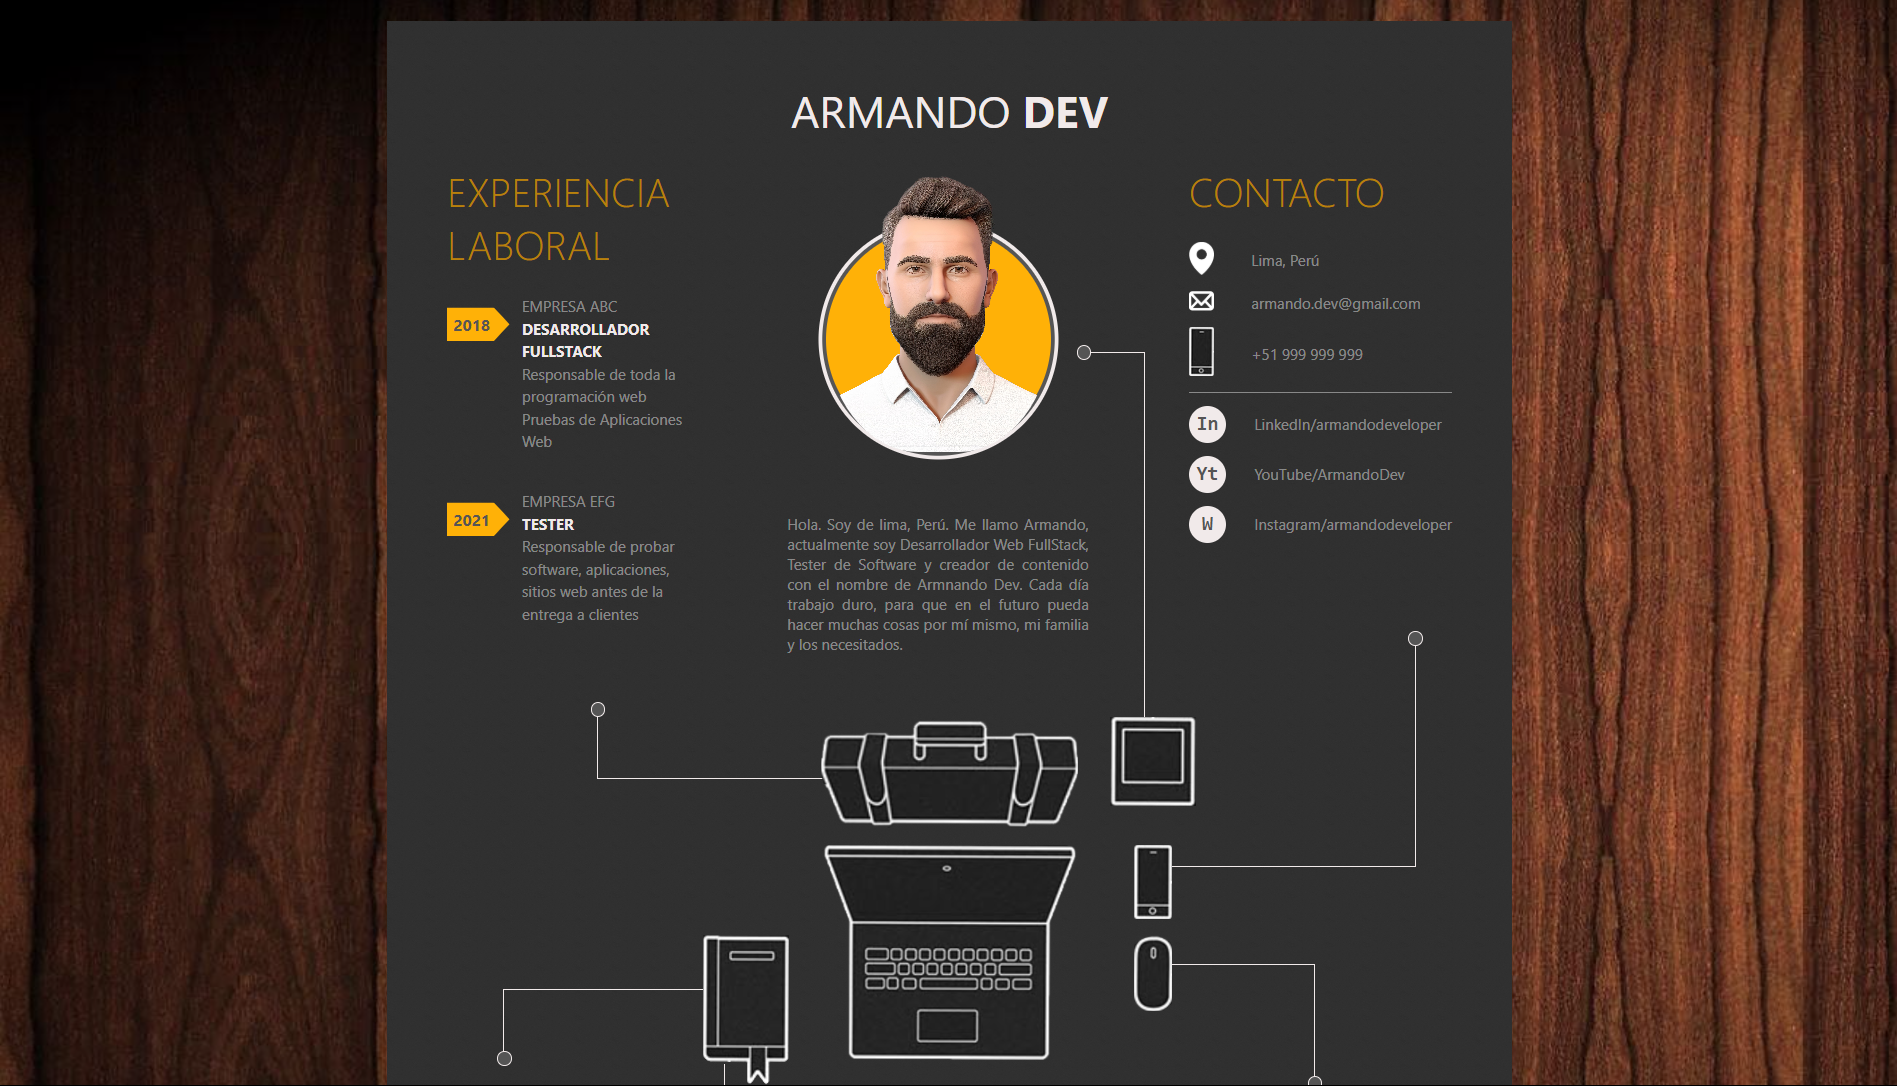 ARMANDO DEV
EXPERIENCIA
LABORAL
2018
EMPRESA ABC
DESARROLLADOR
FULLSTACK
Responsable de toda la
programación web
Pruebas de Aplicaciones
Web
2021
EMPRESA EFG
TESTER
Responsable de probar
software, aplicaciones,
sitios web antes de la
entrega a clientes
Hola. Soy de lima, Perú. Me llamo Armando,
actualmente soy Desarrollador Web FullStack,
Tester de Software y creador de contenido
con el nombre de Armnando Dev. Cada día
trabajo duro, para que en el futuro pueda
hacer muchas cosas por mí mismo, mi familia
y los necesitados.
CONTACTO
Lima, Perú
armando.dev@gmail.com
+51 999 999 999
In LinkedIn/armandodeveloper
Yt YouTube/ArmandoDev
W Instagram/armandodeveloper